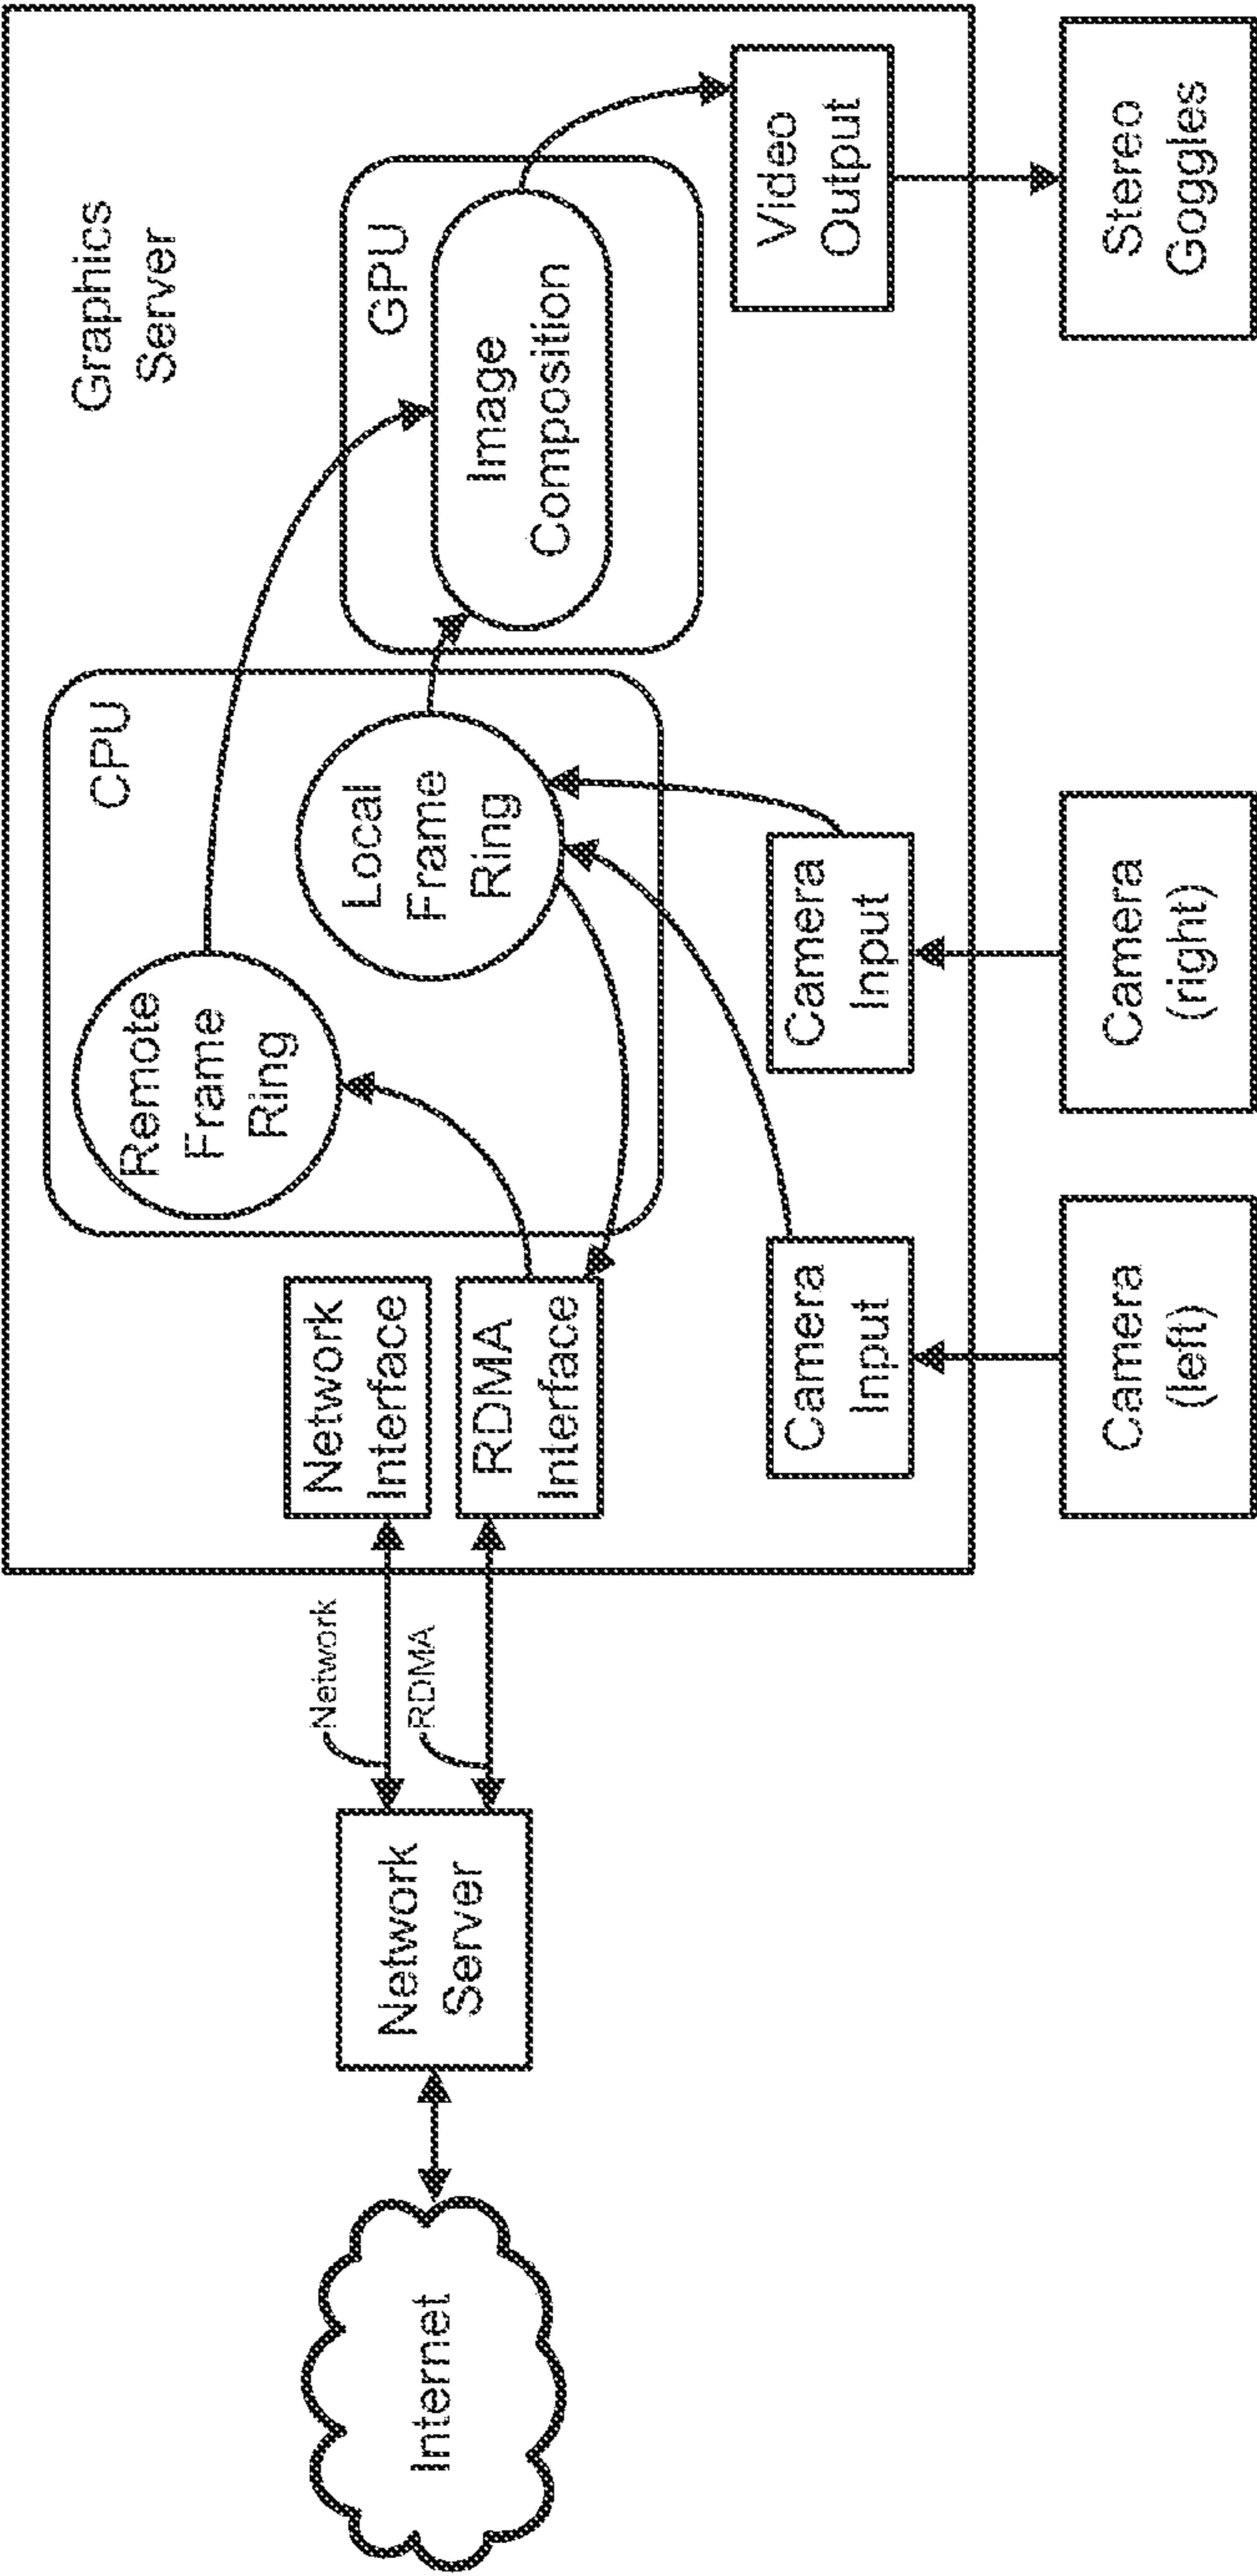 Graphics
Server
CPU
GPU
Remote
Frame
Ring
Local
Frame
Ring
Image
Composition
Network
Interface
RDMA
Interface
Network
RDMA
Network
Server
Internet
Camera
Input
Camera
Input
Video
Output
Camera
(left)
Camera
(right)
Stereo
Goggles